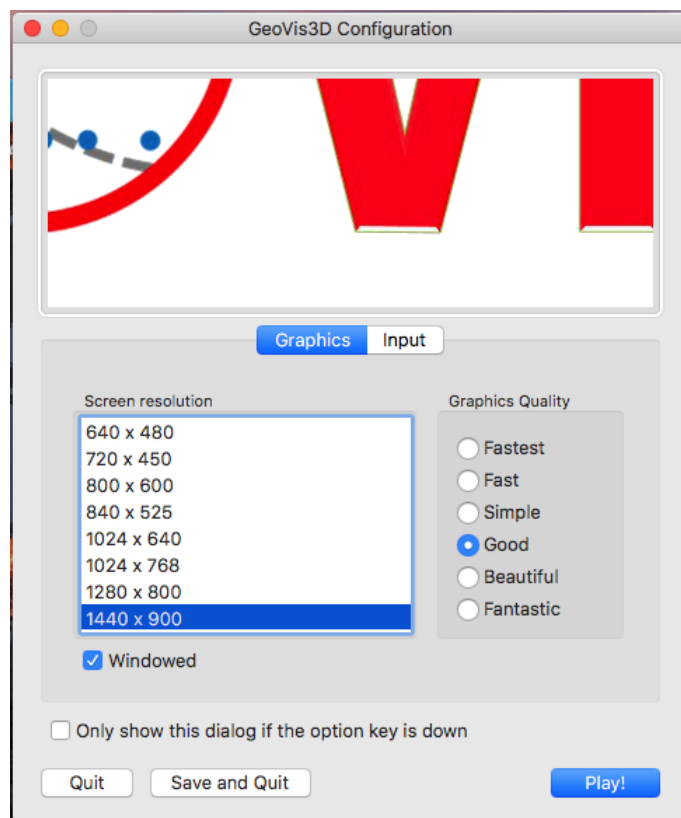 GeoVis3D Configuration
VI
Graphics Input
Screen resolution
640 x 480
720 x 450
800 x 600
840 x 525
1024 x 640
1024 x 768
1280 x 800
1440 x 900
Graphics Quality
Fastest
Fast
Simple
Good
Beautiful
Fantastic
Windowed
Only show this dialog if the option key is down
Quit Save and Quit Play!